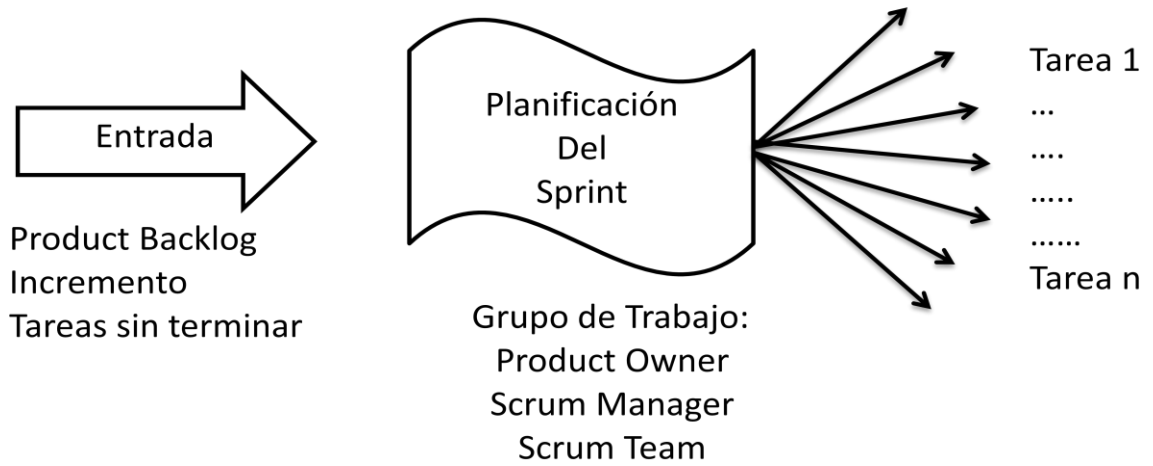 Entrada
Product Backlog
Incremento
Tareas sin terminar
Planificación
Del
Sprint
Grupo de Trabajo:
Product Owner
Scrum Manager
Scrum Team
Tarea 1
...
....
.....
......
Tarea n